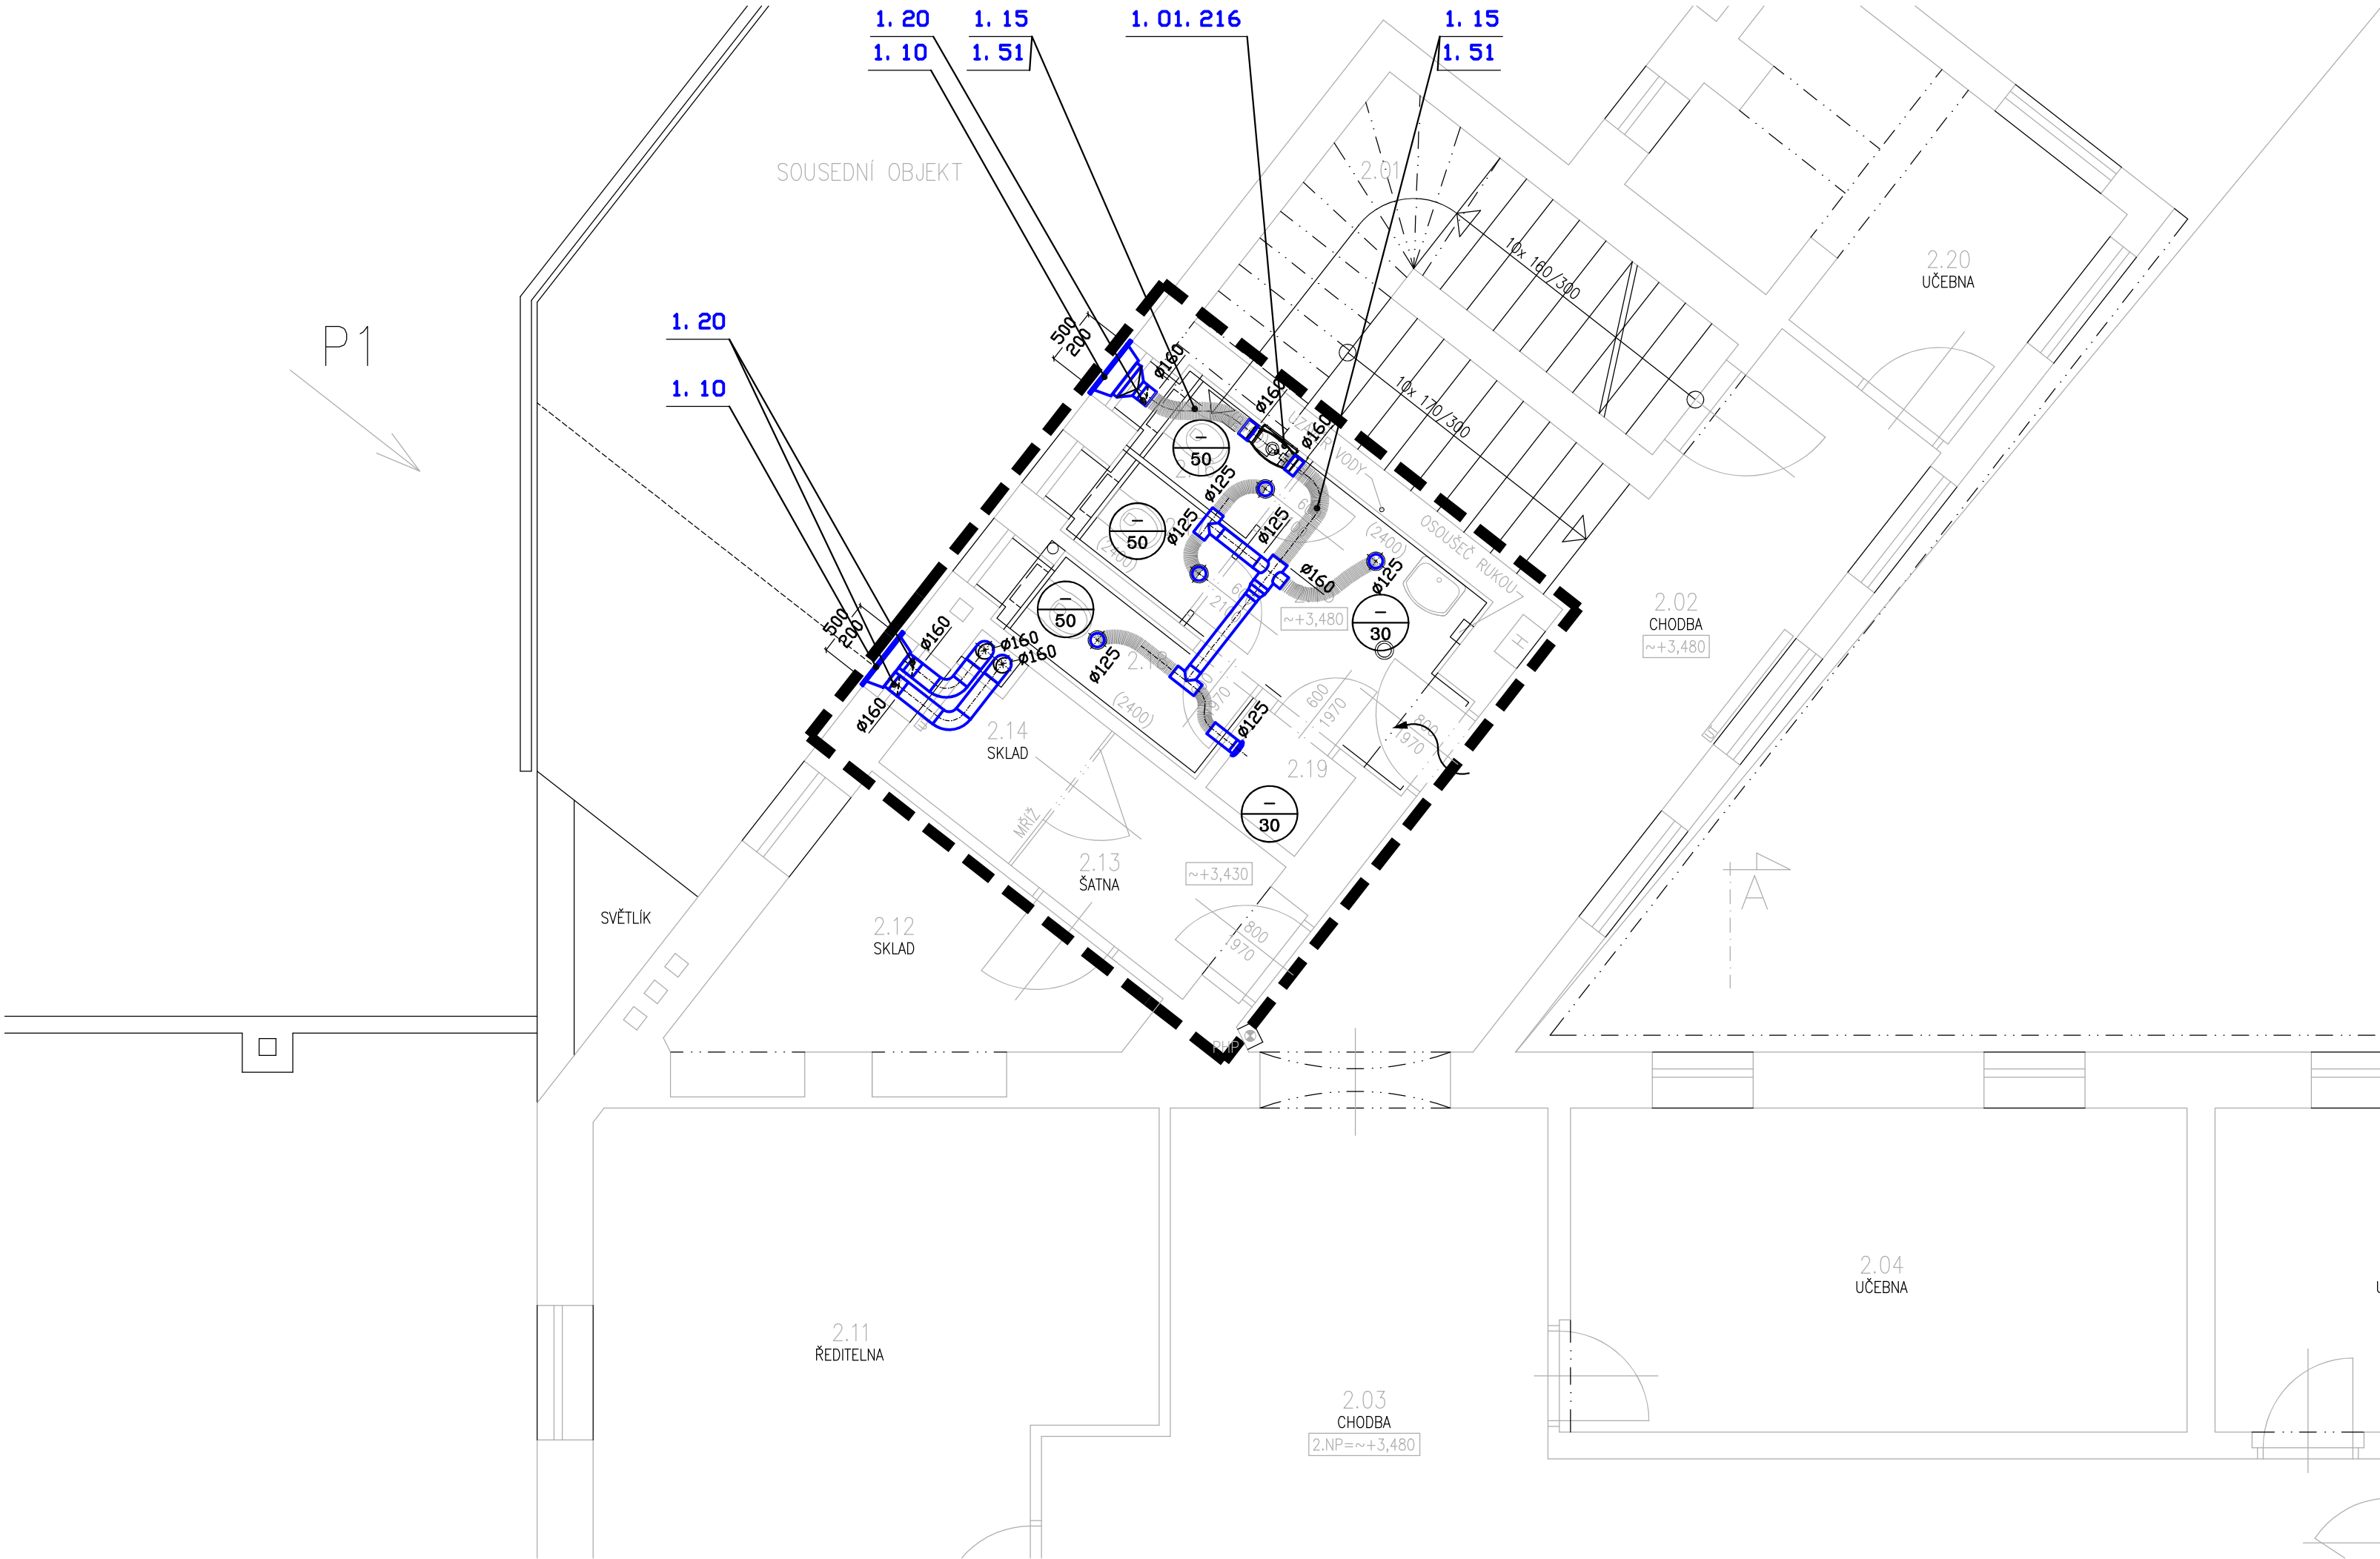 1. 20
1. 10
1. 15
1. 51
1. 01. 216
1. 15
1. 51
SOUSEDNÍ OBJEKT
2.01
10x 160/300
2.20
UČEBNA
P1
1. 20
1. 10
500
200
ø160
ø160
ø160
10x 170/300
VODY
50
ø125
ø125
ø125
(2400)
OSOUŠEČ RUKOU
50
(2400)
ø160
ø125
50
~+3,480
30
2.02
CHODBA
~+3,480
500
200
ø160
ø160
ø160
ø160
ø125
(2400)
ø125
600
1970
800
1970
2.14
SKLAD
2.19
30
MŘÍŽ
2.13
ŠATNA
~+3,430
800
1970
A
SVĚTLÍK
2.12
SKLAD
PHP
2.04
UČEBNA
2.11
ŘEDITELNA
2.03
CHODBA
2.NP=~+3,480